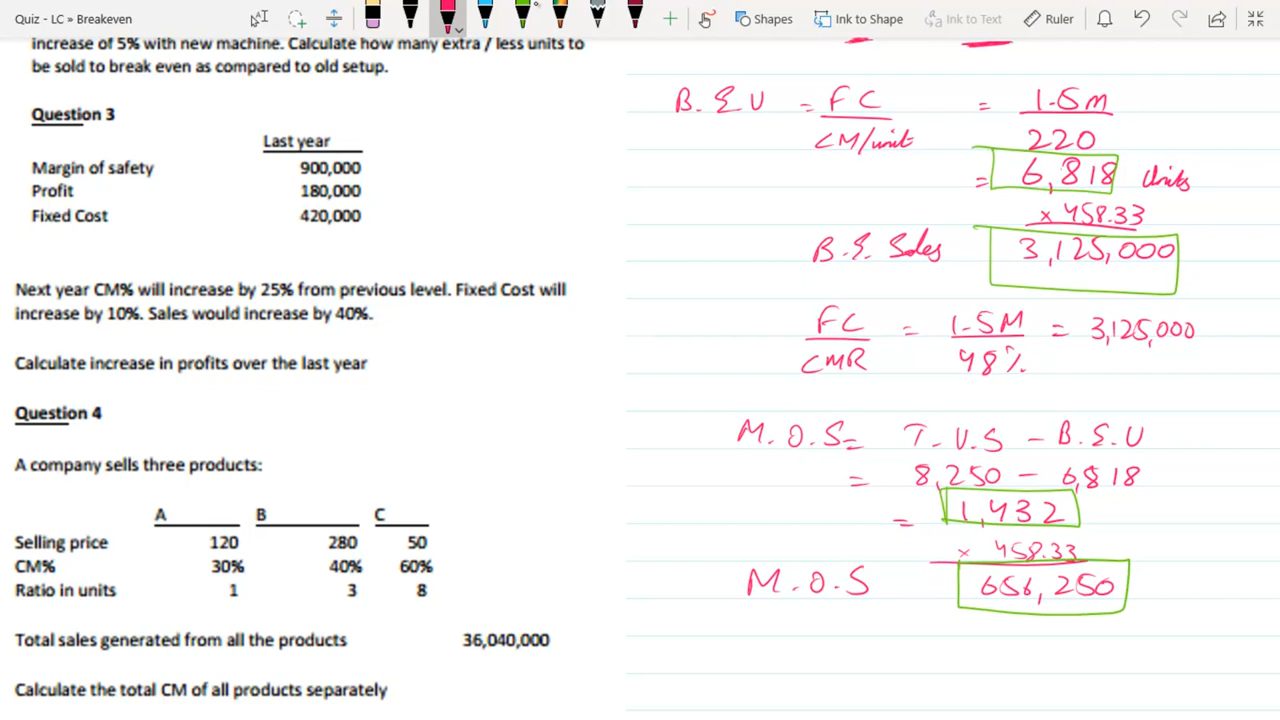 Quiz - LC » Breakeven
Shapes
Ink to Shape
Ink to Text
Ruler
increase of 5% with new machine. Calculate how many extra / less units to
be sold to break even as compared to old setup.
Question 3
Last year
Margin of safety 900,000
Profit 180,000
Fixed Cost 420,000
Next year CM% will increase by 25% from previous level. Fixed Cost will
increase by 10%. Sales would increase by 40%.
Calculate increase in profits over the last year
Question 4
A company sells three products:
A B C
Selling price 120 280 50
CM% 30% 40% 60%
Ratio in units 1 3 8
Total sales generated from all the products 36,040,000
Calculate the total CM of all products separately
B.E.U = FC = 1.5M
CM/unit 220
= 6,818 Units
x 458.33
B.E. Sales 3,125,000
FC = 1.5M = 3,125,000
CMR 48%
M.O.S = T.U.S - B.E.U
= 8,250 - 6,818
= 1,432
x 458.33
M.O.S 656,250